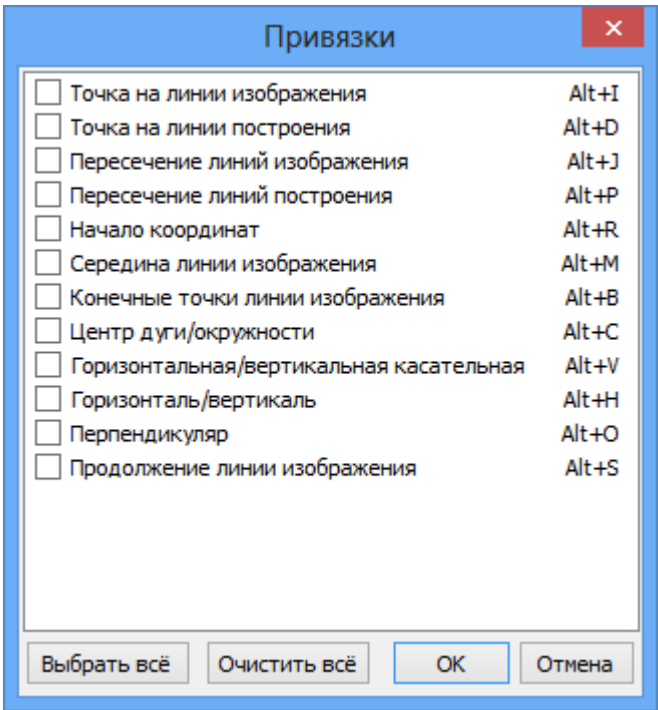 Привязки
Точка на линии изображения Alt+I
Точка на линии построения Alt+D
Пересечение линий изображения Alt+J
Пересечение линий построения Alt+P
Начало координат Alt+R
Середина линии изображения Alt+M
Конечные точки линии изображения Alt+B
Центр дуги/окружности Alt+C
Горизонтальная/вертикальная касательная Alt+V
Горизонталь/вертикаль Alt+H
Перпендикуляр Alt+O
Продолжение линии изображения Alt+S
Выбрать всё Очистить всё OK Отмена